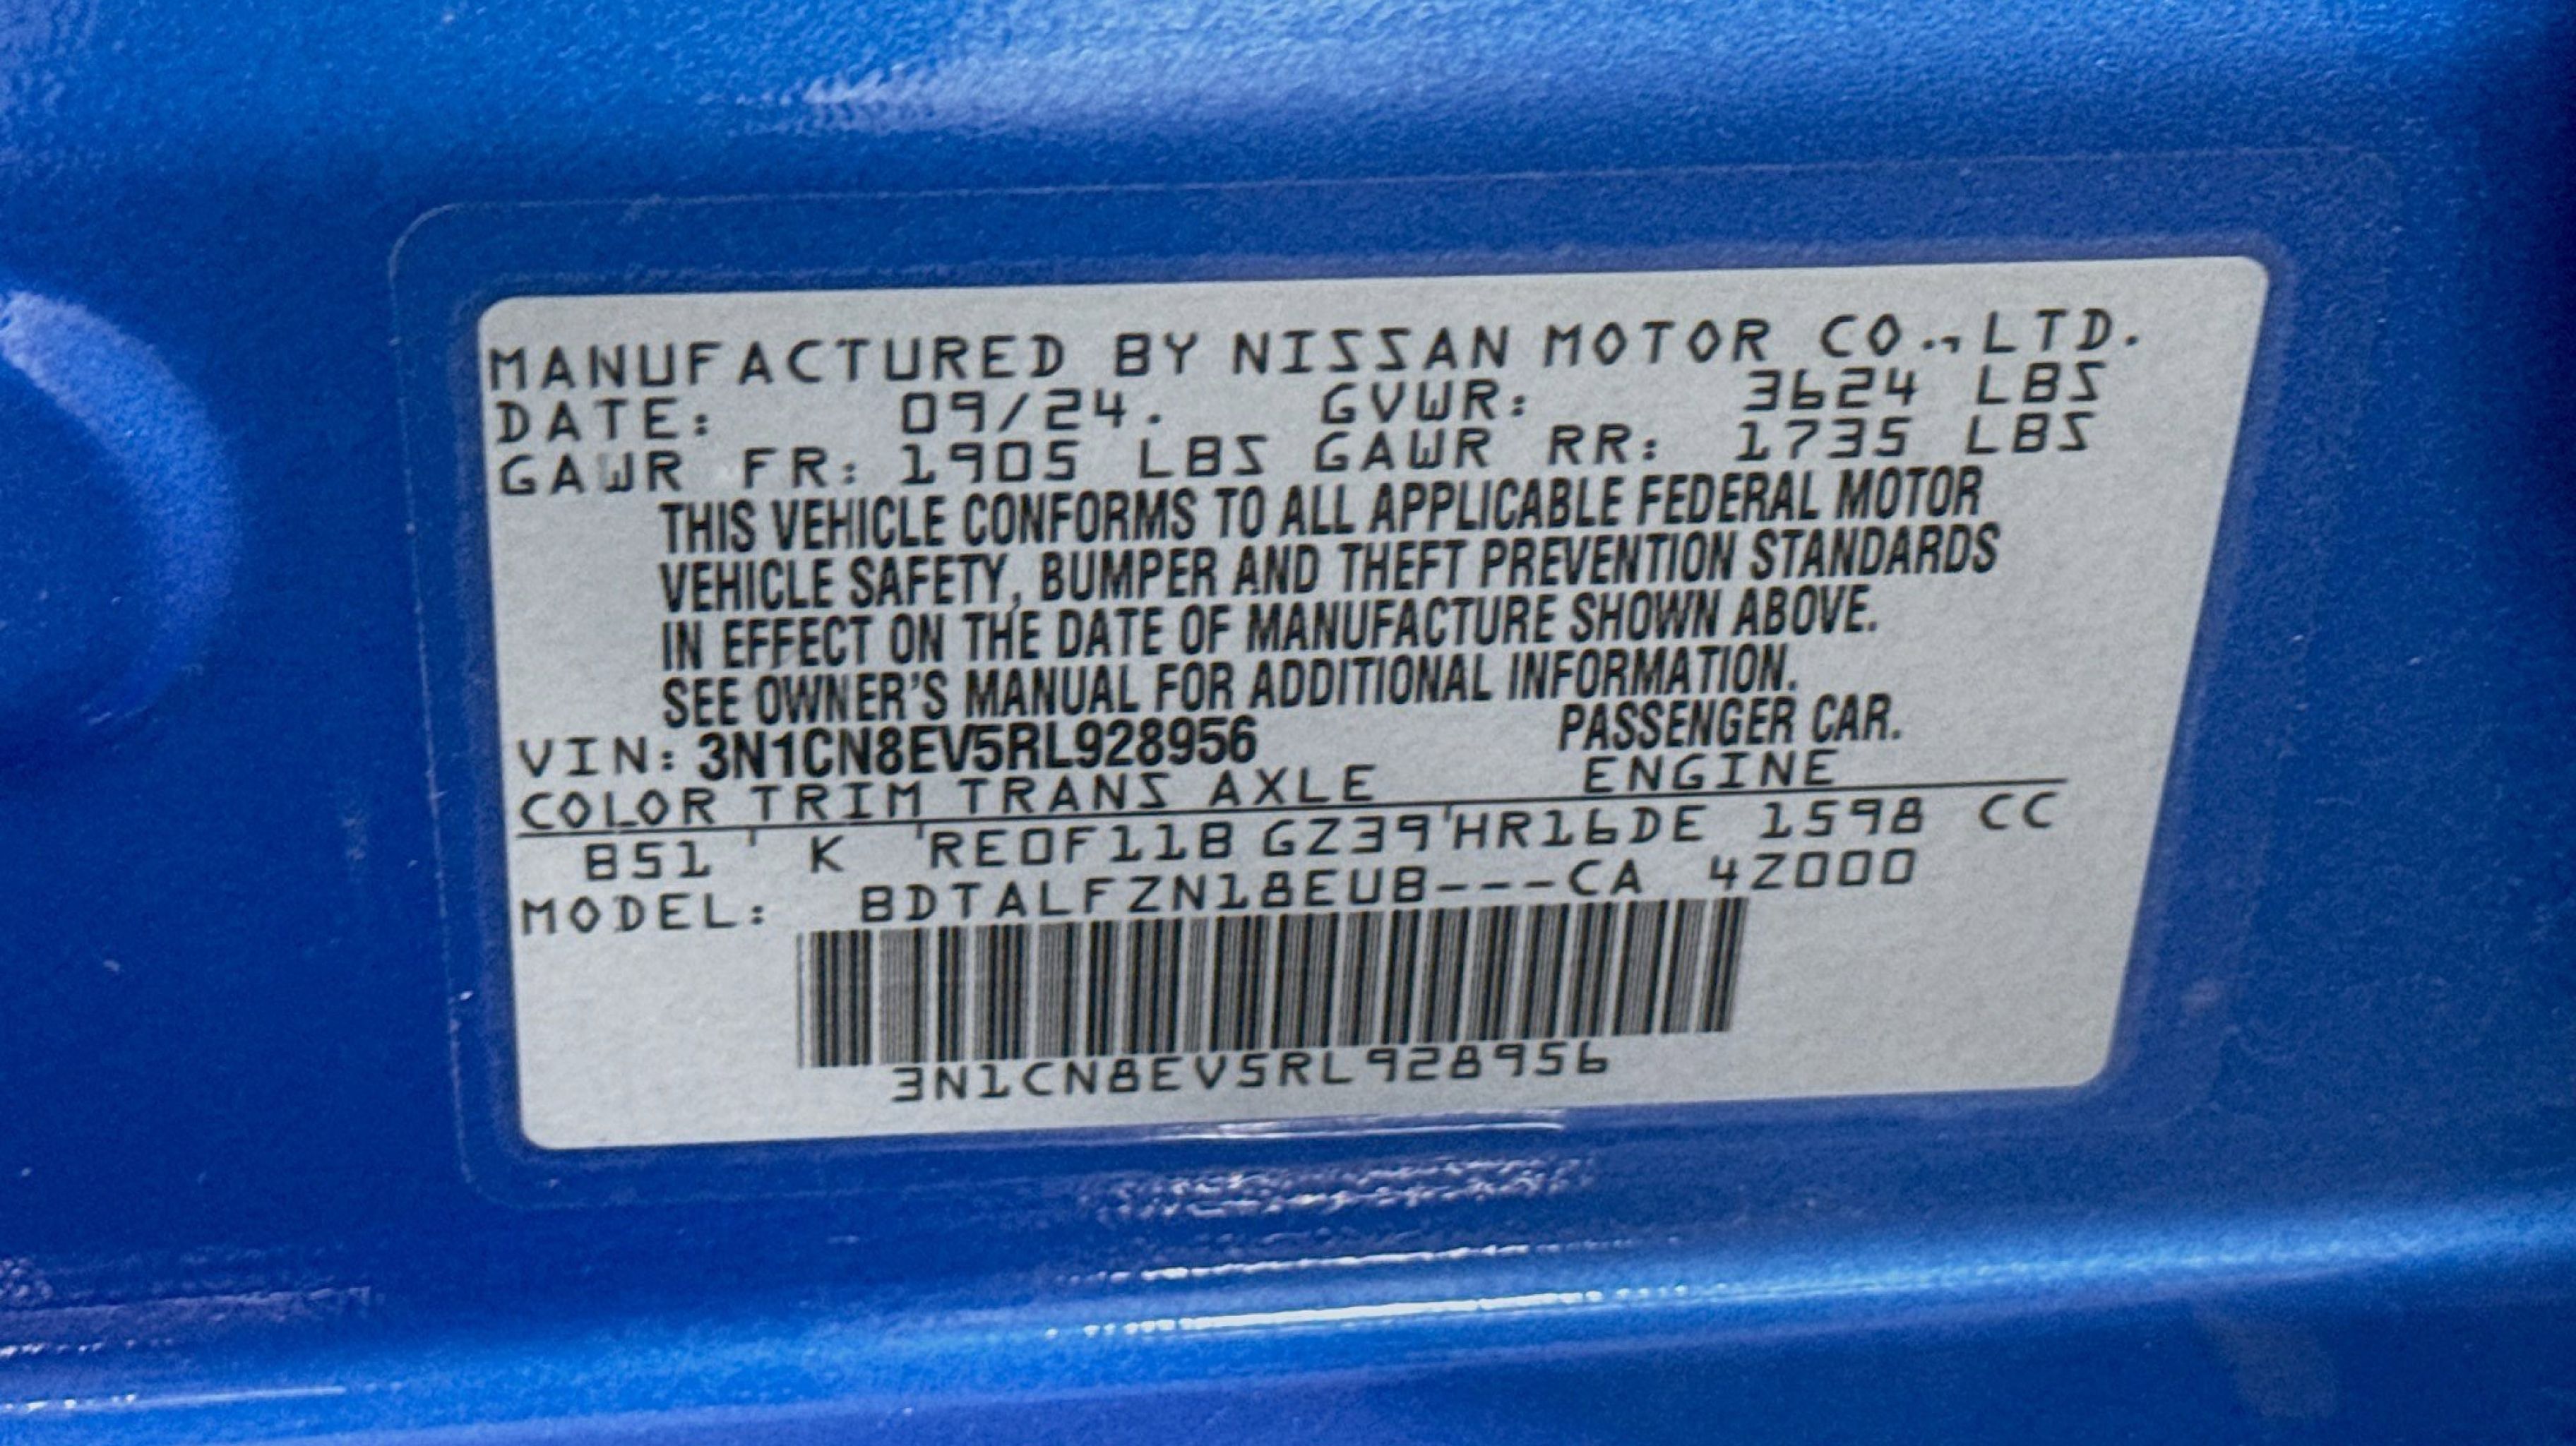 MANUFACTURED BY NISSAN MOTOR CO.,LTD.
DATE: 09/24. GVWR: 3624 LBS
GAWR FR: 1905 LBS GAWR RR: 1735 LBS
THIS VEHICLE CONFORMS TO ALL APPLICABLE FEDERAL MOTOR
VEHICLE SAFETY, BUMPER AND THEFT PREVENTION STANDARDS
IN EFFECT ON THE DATE OF MANUFACTURE SHOWN ABOVE.
SEE OWNER'S MANUAL FOR ADDITIONAL INFORMATION.
VIN: 3N1CN8EV5RL928956 PASSENGER CAR.
COLOR TRIM TRANS AXLE ENGINE
B51 K RE0F11B GZ39 HR16DE 1598 CC
MODEL: BDTALFZN18EUB---CA 4Z000
3N1CN8EV5RL928956